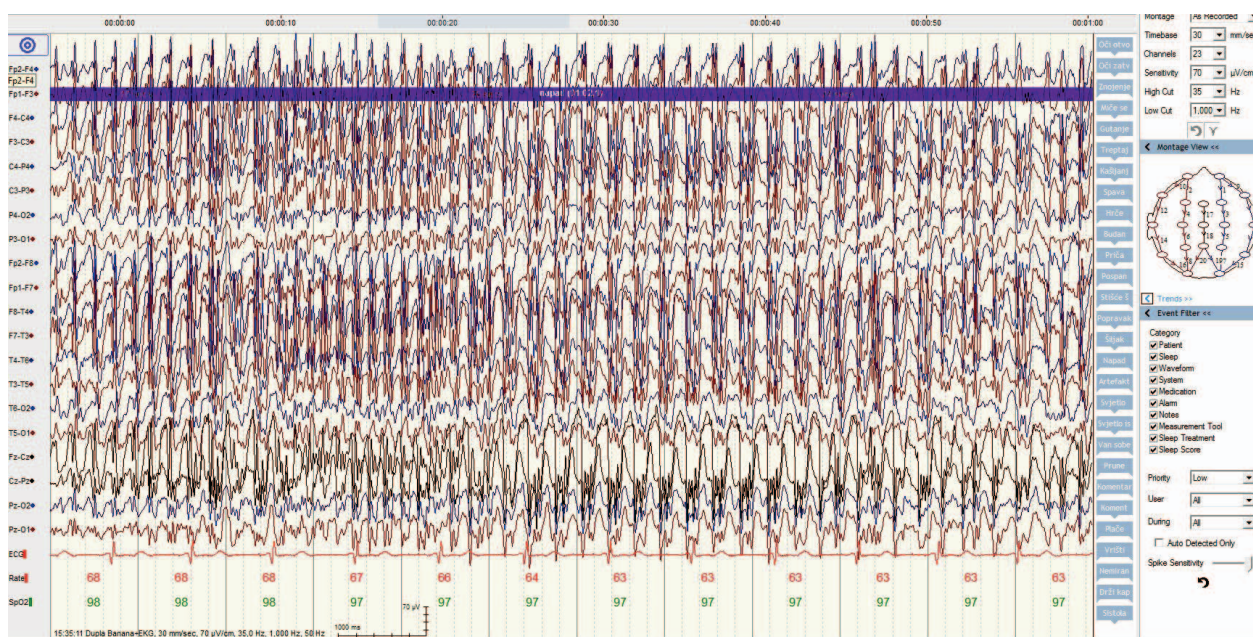 00:00:00 00:00:10 00:00:20 00:00:30 00:00:40 00:00:50 00:01:00
Montage As Recorded
Timebase 30 mm/sec
Channels 23
Sensitivity 70 µV/cm
High Cut 35 Hz
Low Cut 1,000 Hz
Montage View <<
Trends >>
Event Filter <<
Category
Patient
Sleep
Waveform
System
Medication
Alarm
Notes
Measurement Tool
Sleep Treatment
Sleep Score
Priority Low
User All
During All
Auto Detected Only
Spike Sensitivity
Fp2-F4
Fp2-F4
Fp1-F3
F4-C4
F3-C3
C4-P4
C3-P3
P4-O2
P3-O1
Fp2-F8
Fp1-F7
F8-T4
F7-T3
T4-T6
T3-T5
T6-O2
T5-O1
Fz-Cz
Cz-Pz
Pz-O2
Pz-O1
ECG
Rate 68 68 68 67 66 64 63 63 63 63 63 63
SpO2 98 98 98 97 97 97 97 97 97 97 97 97
Oči otvo
Oči zatv
Znojenje
Miče se
Gutanje
Treptaj
Kašljanj
Spava
Hrče
Budan
Priča
Pospan
Stišće š
Popravak
Štjak
Napad
Artefakt
Svjetlo
Svjetlo is
Van sobe
Prune
Komentar
Koment
Plače
Vrišti
Nemiran
Drži kap
Sistola
70 µV
1000 ms
15:35:11 Dupla Banana+EKG, 30 mm/sec, 70 µV/cm, 35,0 Hz, 1,000 Hz, 50 Hz